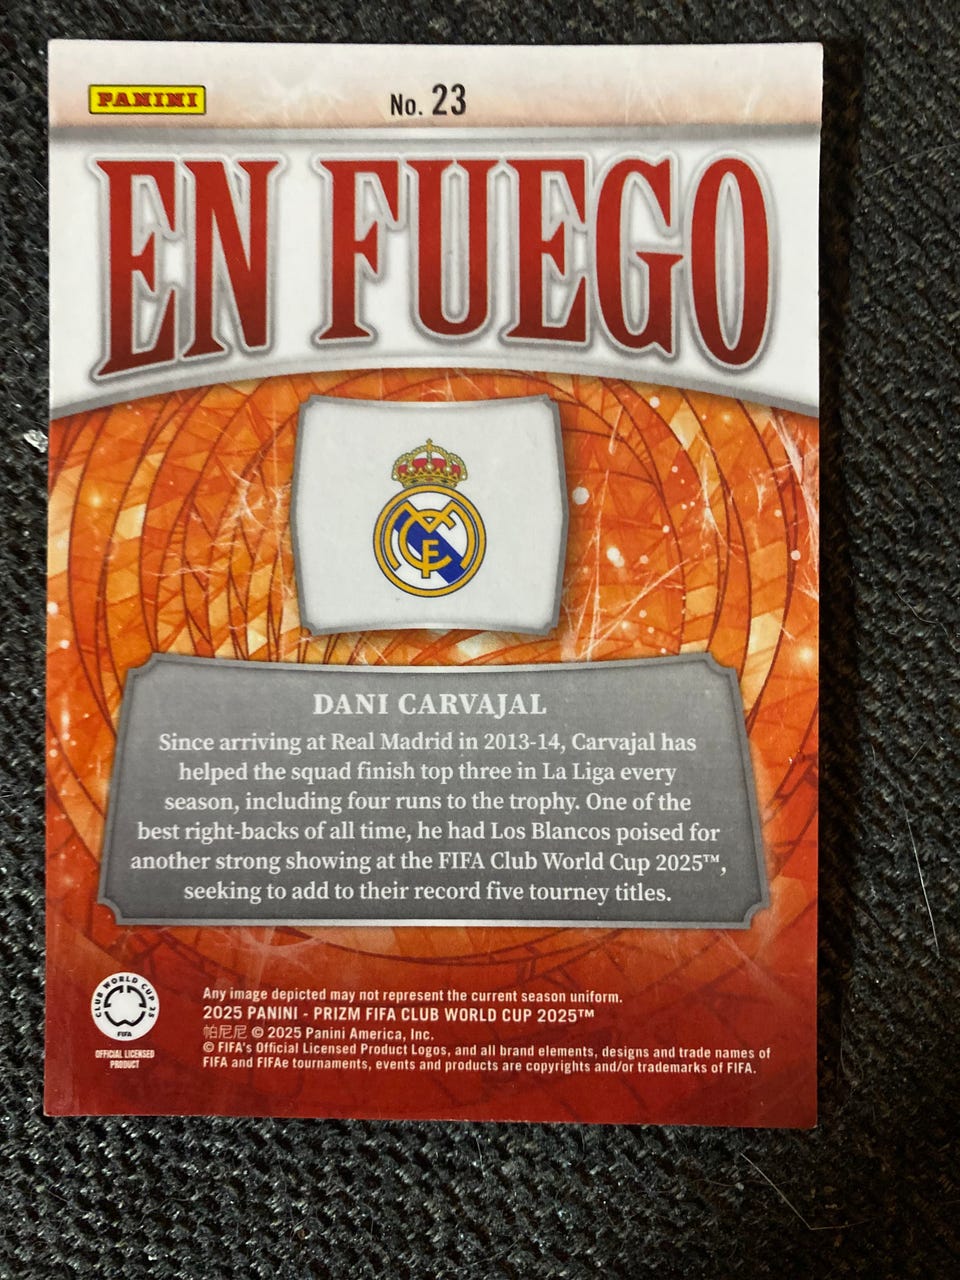 PANINI
No. 23
EN FUEGO
DANI CARVAJAL
Since arriving at Real Madrid in 2013-14, Carvajal has
helped the squad finish top three in La Liga every
season, including four runs to the trophy. One of the
best right-backs of all time, he had Los Blancos poised for
another strong showing at the FIFA Club World Cup 2025™,
seeking to add to their record five tourney titles.
CLUB WORLD CUP 25
FIFA
OFFICIAL LICENSED
PRODUCT
Any image depicted may not represent the current season uniform.
2025 PANINI - PRIZM FIFA CLUB WORLD CUP 2025™
帕尼尼 © 2025 Panini America, Inc.
© FIFA's Official Licensed Product Logos, and all brand elements, designs and trade names of
FIFA and FIFAe tournaments, events and products are copyrights and/or trademarks of FIFA.